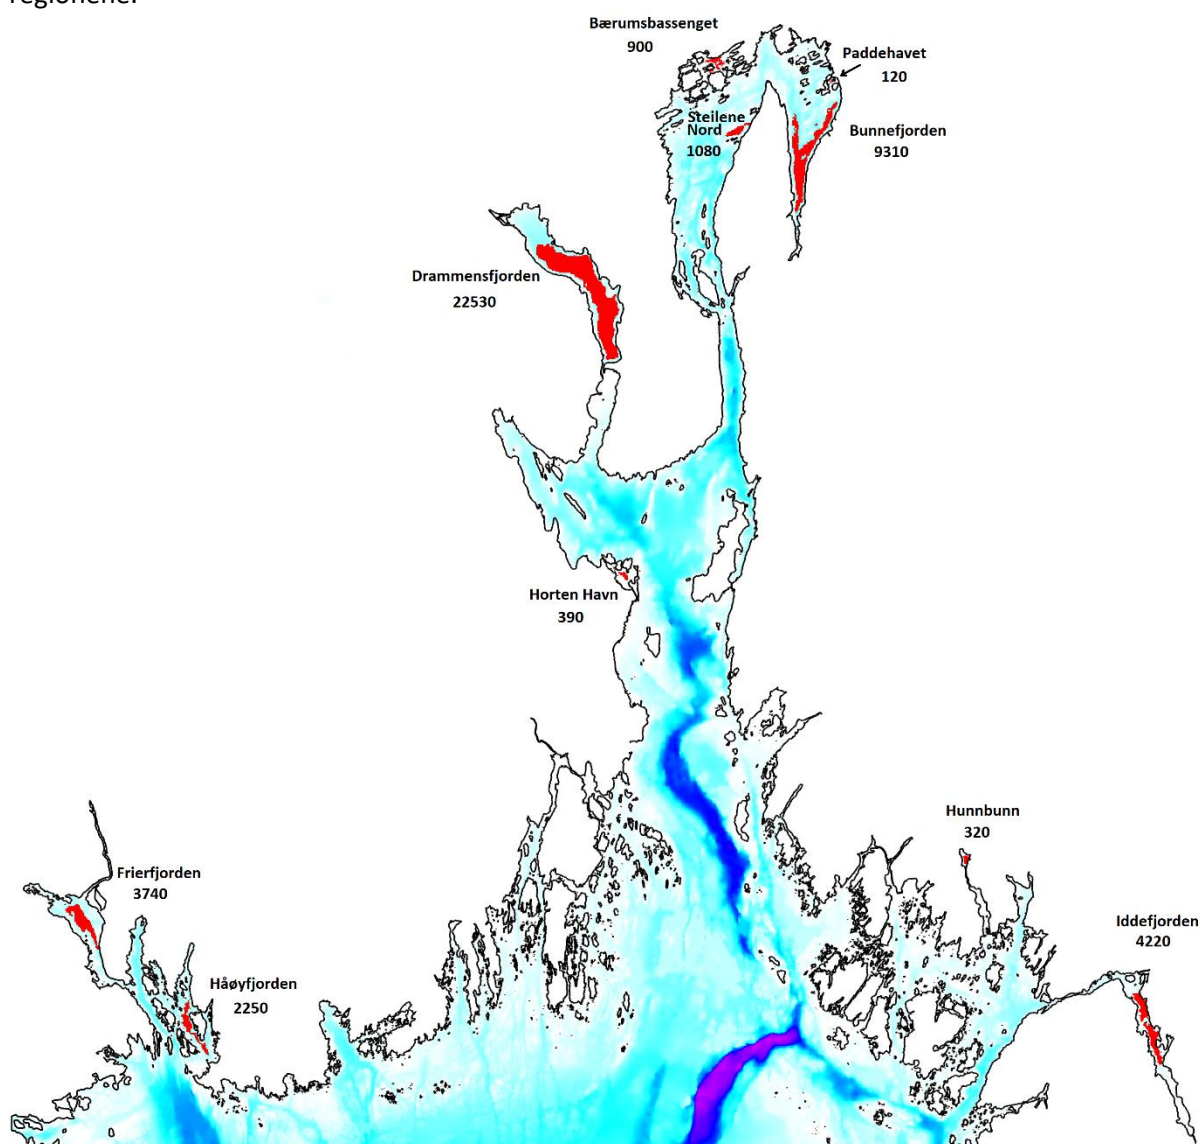 regionene.
Bærumsbassenget
900
Paddehavet
120
Steilene
Nord
1080
Bunnefjorden
9310
Drammensfjorden
22530
Horten Havn
390
Hunnbunn
320
Frierfjorden
3740
Iddefjorden
4220
Håøyfjorden
2250